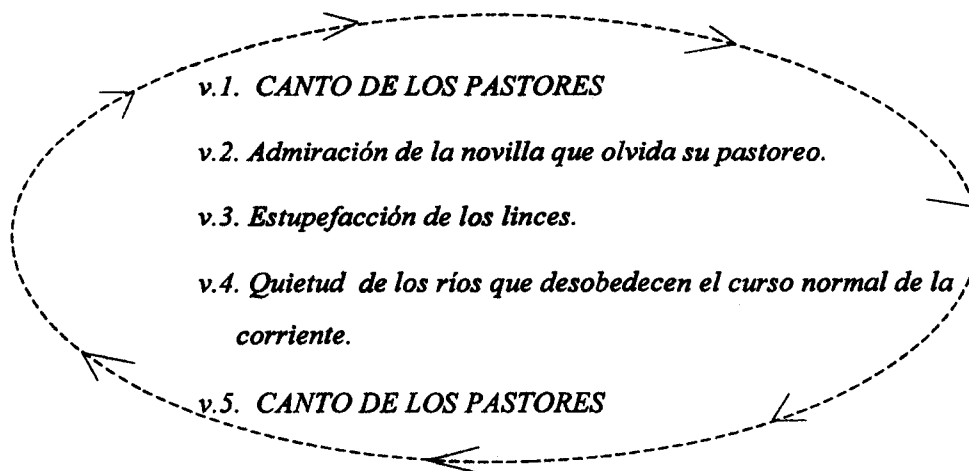 v.1. CANTO DE LOS PASTORES
v.2. Admiración de la novilla que olvida su pastoreo.
v.3. Estupefacción de los linces.
v.4. Quietud de los ríos que desobedecen el curso normal de la
corriente.
v.5. CANTO DE LOS PASTORES